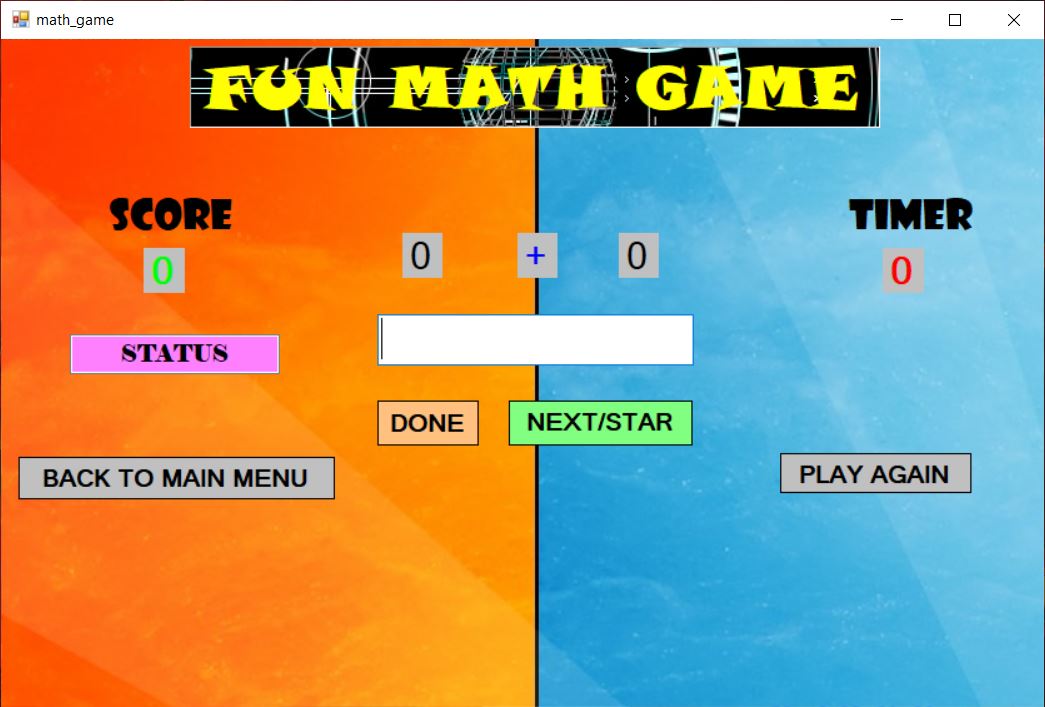 math_game
FUN MATH GAME
SCORE
TIMER
0 + 0
0
0
STATUS
DONE
NEXT/STAR
BACK TO MAIN MENU
PLAY AGAIN